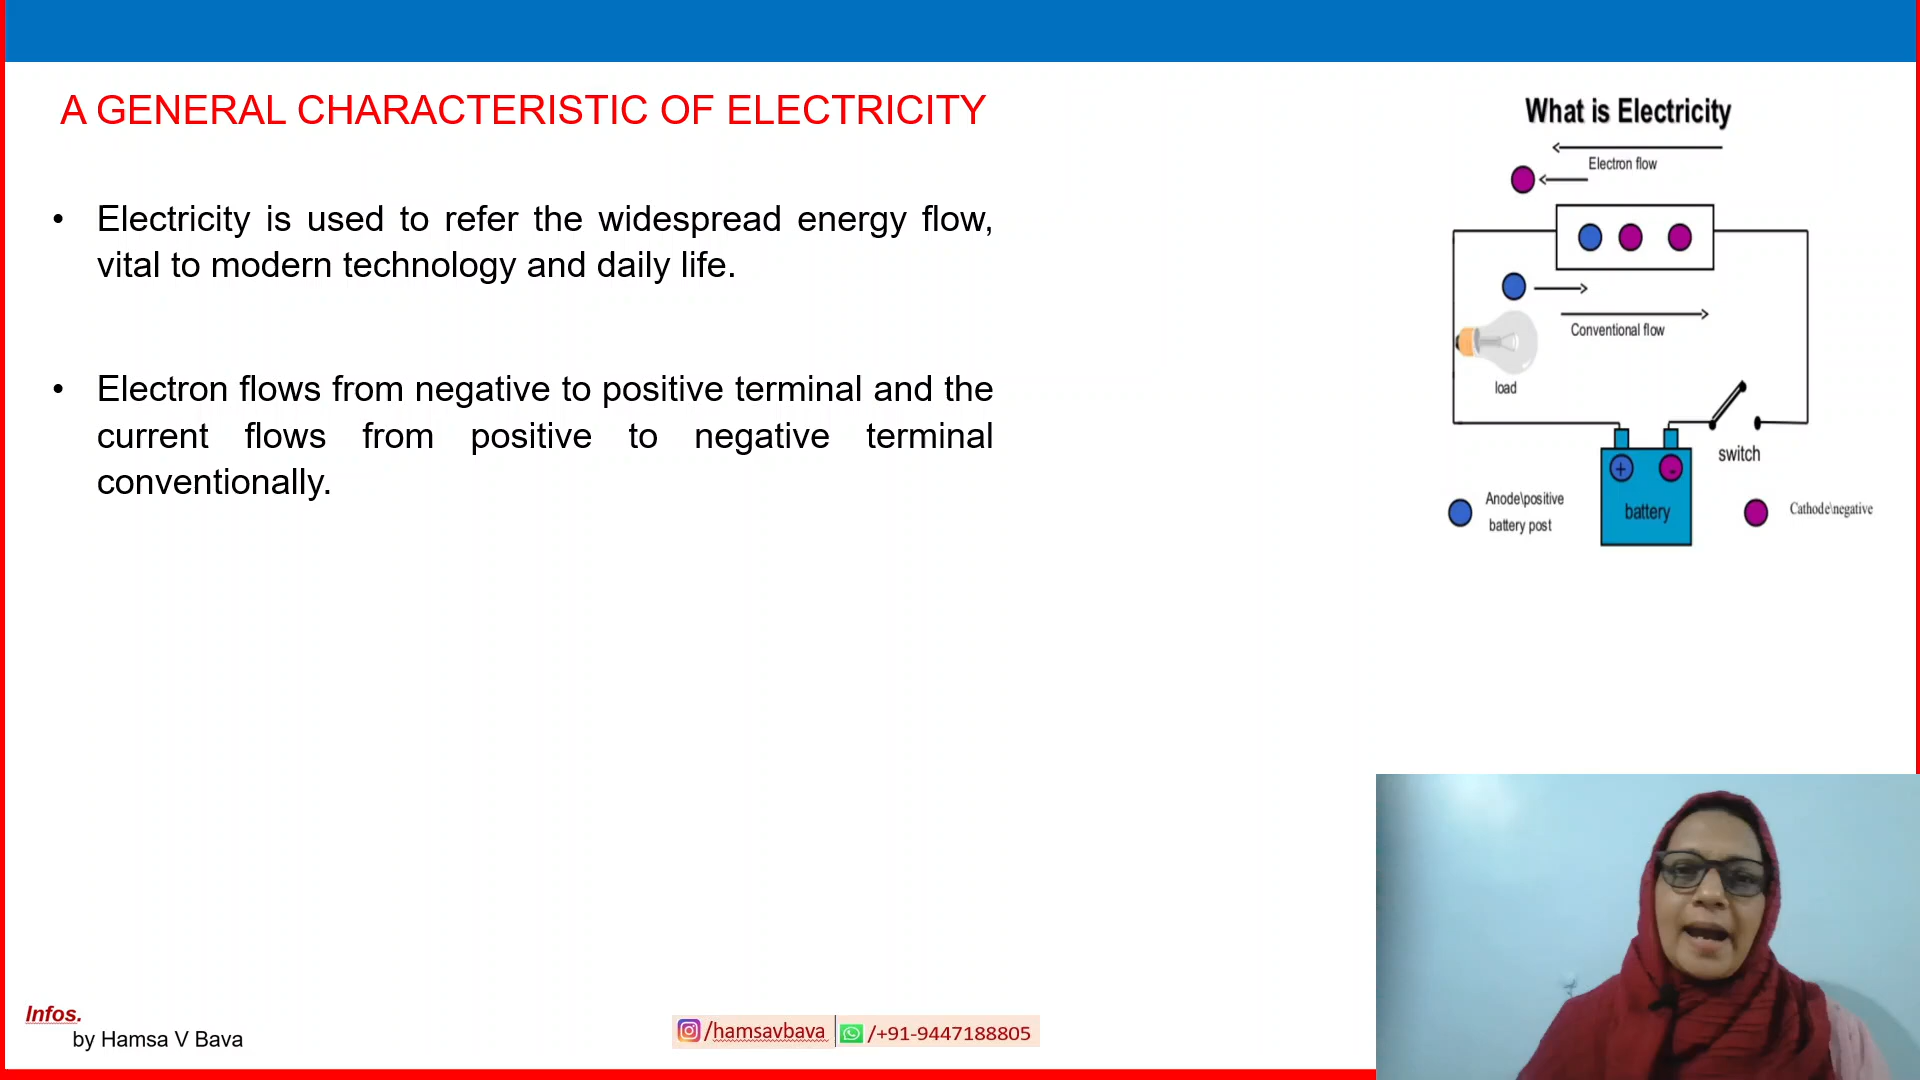 A GENERAL CHARACTERISTIC OF ELECTRICITY
• Electricity is used to refer the widespread energy flow,
vital to modern technology and daily life.
• Electron flows from negative to positive terminal and the
current flows from positive to negative terminal
conventionally.
What is Electricity
Electron flow
Conventional flow
load
switch
+
-
battery
Anode\positive
battery post
Cathode\negative
Infos.
by Hamsa V Bava
/hamsavbava
/+91-9447188805